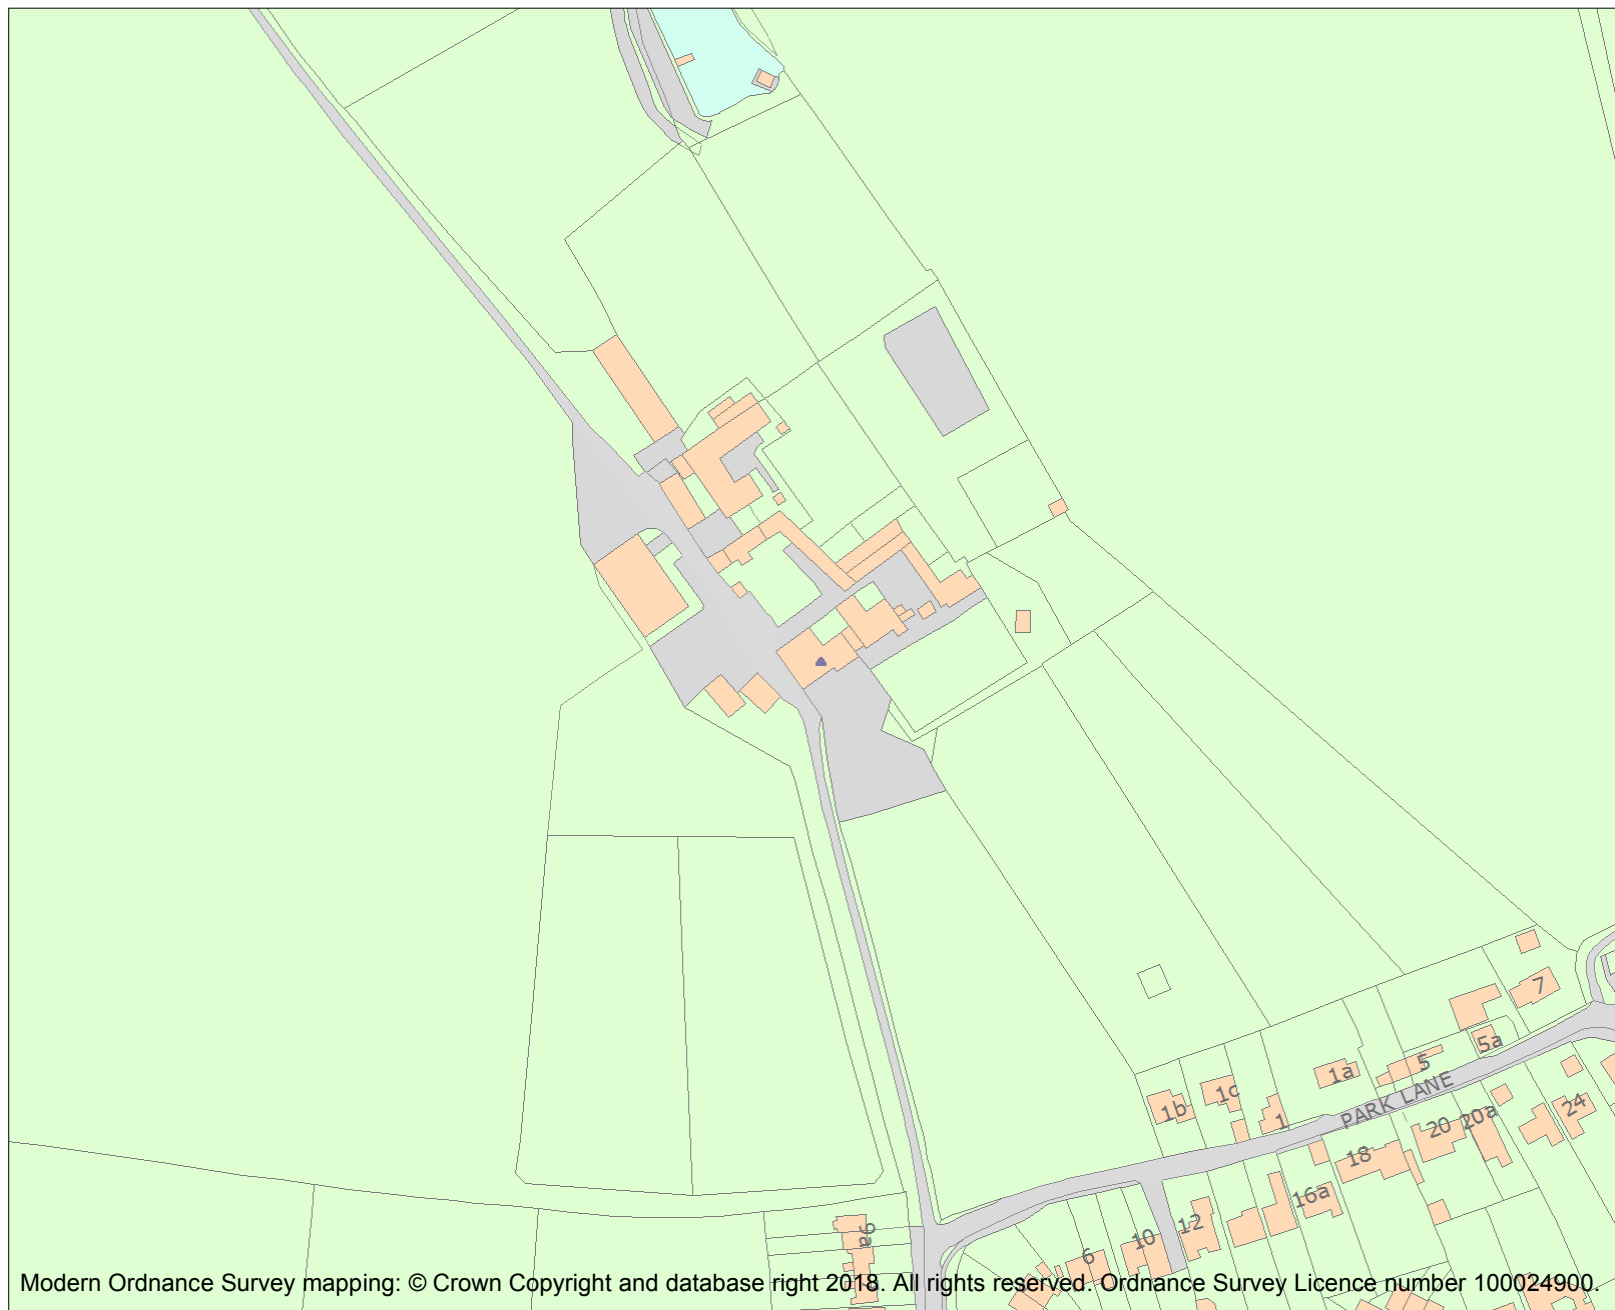 7
5a
5
1a
PARK LANE
1c
1b
1
24
20a
20
18
16a
12
10
9a
6
Modern Ordnance Survey mapping: © Crown Copyright and database right 2018. All rights reserved. Ordnance Survey Licence number 100024900.